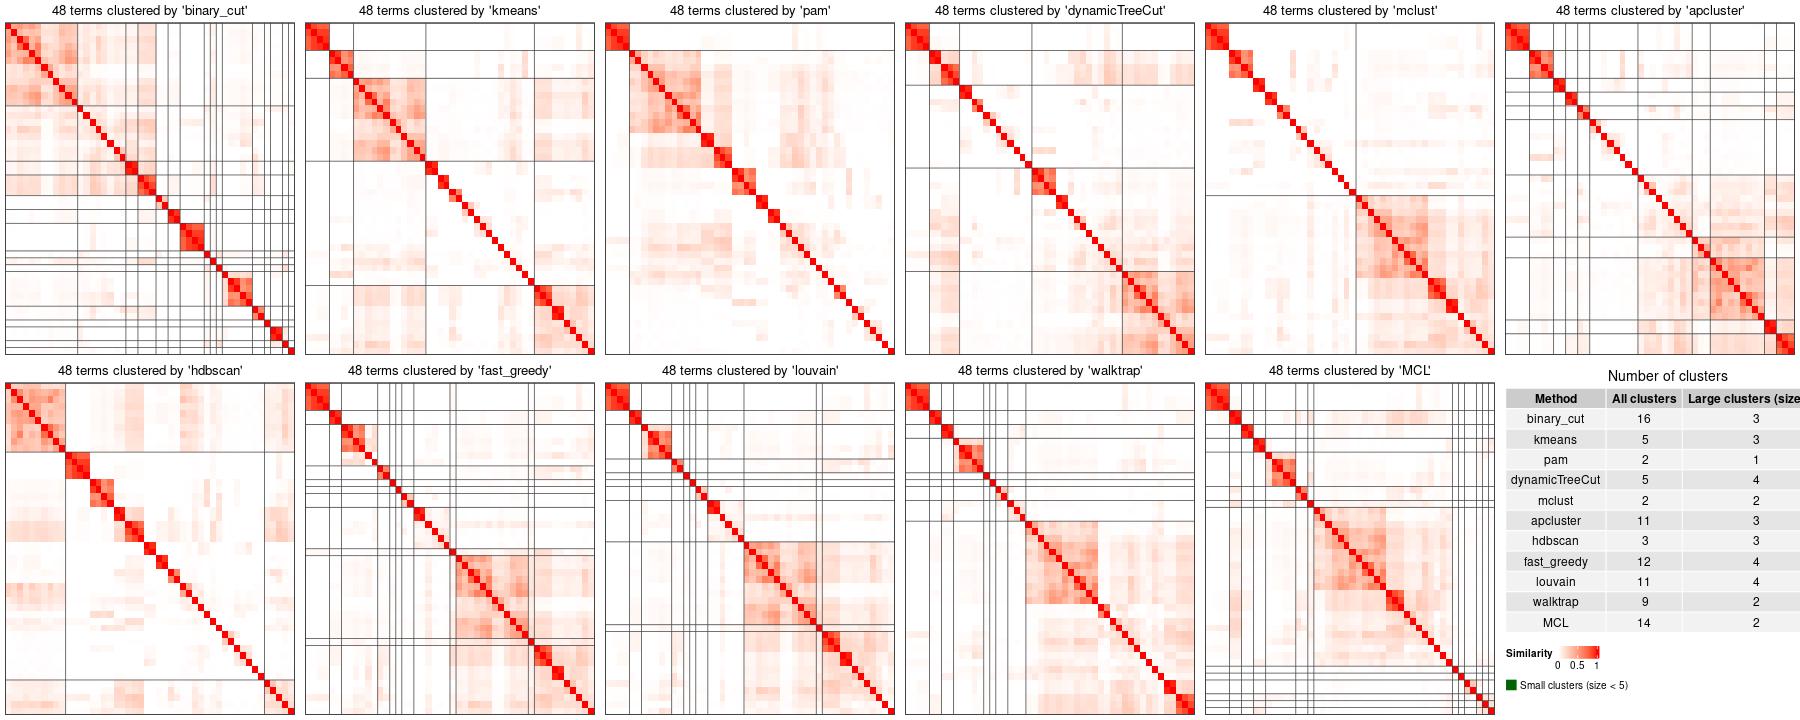 48 terms clustered by 'binary_cut'
48 terms clustered by 'kmeans'
48 terms clustered by 'pam'
48 terms clustered by 'dynamicTreeCut'
48 terms clustered by 'mclust'
48 terms clustered by 'apcluster'
48 terms clustered by 'hdbscan'
48 terms clustered by 'fast_greedy'
48 terms clustered by 'louvain'
48 terms clustered by 'walktrap'
48 terms clustered by 'MCL'
Number of clusters
Method All clusters Large clusters (size
binary_cut 16 3
kmeans 5 3
pam 2 1
dynamicTreeCut 5 4
mclust 2 2
apcluster 11 3
hdbscan 3 3
fast_greedy 12 4
louvain 11 4
walktrap 9 2
MCL 14 2
Similarity
0 0.5 1
Small clusters (size < 5)